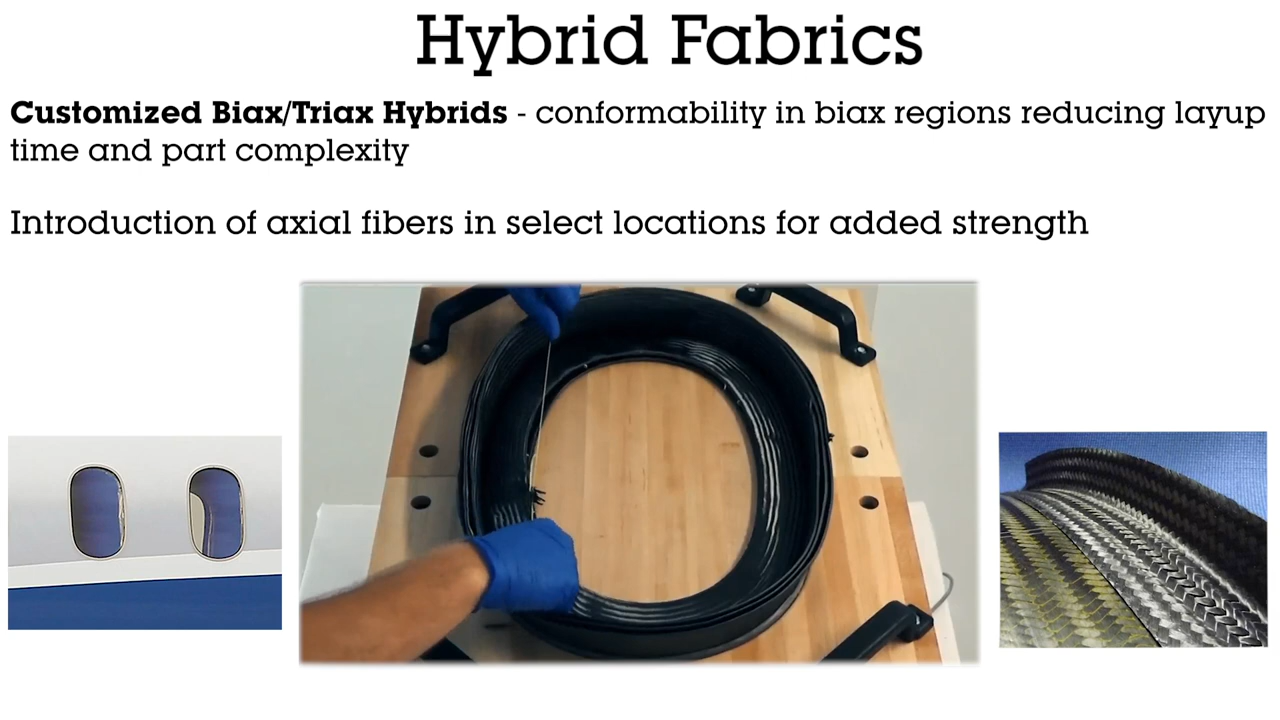 Hybrid Fabrics
Customized Biax/Triax Hybrids - conformability in biax regions reducing layup
time and part complexity
Introduction of axial fibers in select locations for added strength